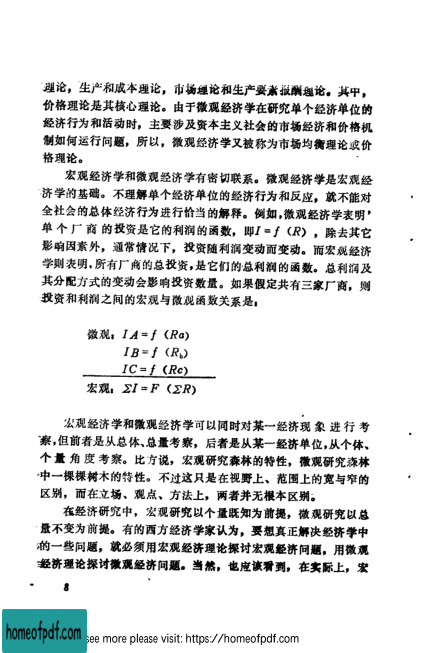 理论，生产和成本理论，市场理论和生产要素报酬理论。其中，
价格理论是其核心理论。由于微观经济学在研究单个经济单位的
经济行为和活动时，主要涉及资本主义社会的市场经济和价格机
制如何运行问题，所以，微观经济学又被称为市场均衡理论或价
格理论。
宏观经济学和微观经济学有密切联系。微观经济学是宏观经
济学的基础。不理解单个经济单位的经济行为和反应，就不能对
全社会的总体经济行为进行恰当的解释。例如，微观经济学表明，
单个厂商的投资是它的利润的函数，即I＝f（R），除去其它
影响因素外，通常情况下，投资随利润变动而变动。而宏观经济
学则表明，所有厂商的总投资，是它们的总利润的函数。总利润及
其分配方式的变动会影响投资数量。如果假定共有三家厂商，则
投资和利润之间的宏观与微观函数关系是：
微观：IA＝f（Ra）
IB＝f（R_b）
IC＝f（Rc）
宏观：ΣI＝F（ΣR）
宏观经济学和微观经济学可以同时对某一经济现象进行考
察，但前者是从总体、总量考察，后者是从某一经济单位，从个体、
个量角度考察。比方说，宏观研究森林的特性，微观研究森林
中一棵棵树木的特性。不过这只是在视野上、范围上的宽与窄的
区别，而在立场、观点、方法上，两者并无根本区别。
在经济研究中，宏观研究以个量既知为前提，微观研究以总
量不变为前提。有的西方经济学家认为，要想真正解决经济学中
的一些问题，就必须用宏观经济理论探讨宏观经济问题，用微观
经济理论探讨微观经济问题。当然，也应该看到，在实际上，宏
8
homeofpdf.com
see more please visit: https://homeofpdf.com